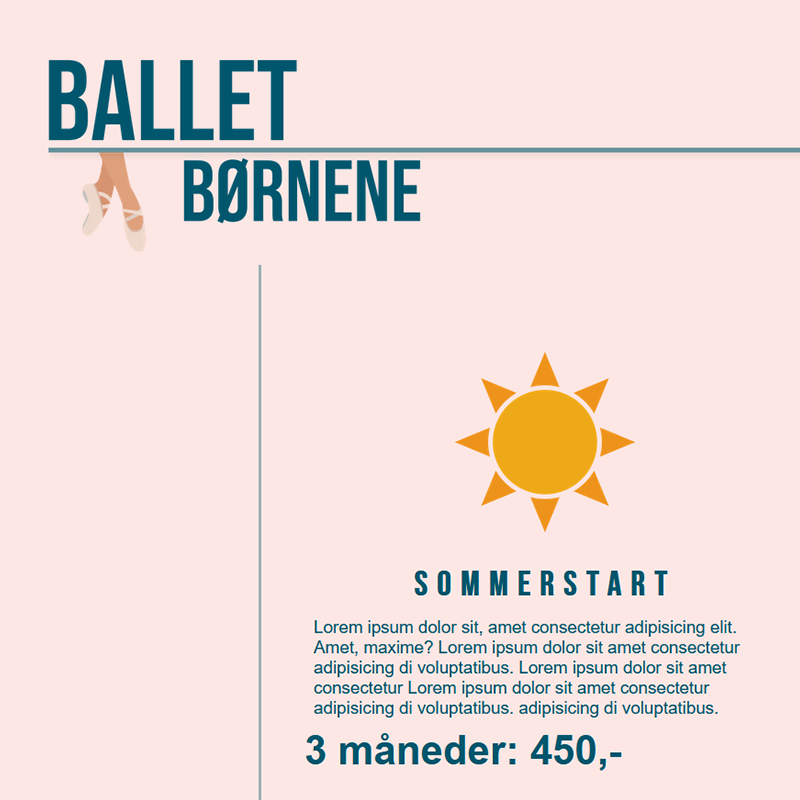 BALLET
BØRNENE
SOMMERSTART
Lorem ipsum dolor sit, amet consectetur adipisicing elit.
Amet, maxime? Lorem ipsum dolor sit amet consectetur
adipisicing di voluptatibus. Lorem ipsum dolor sit amet
consectetur Lorem ipsum dolor sit amet consectetur
adipisicing di voluptatibus. adipisicing di voluptatibus.
3 måneder: 450,-